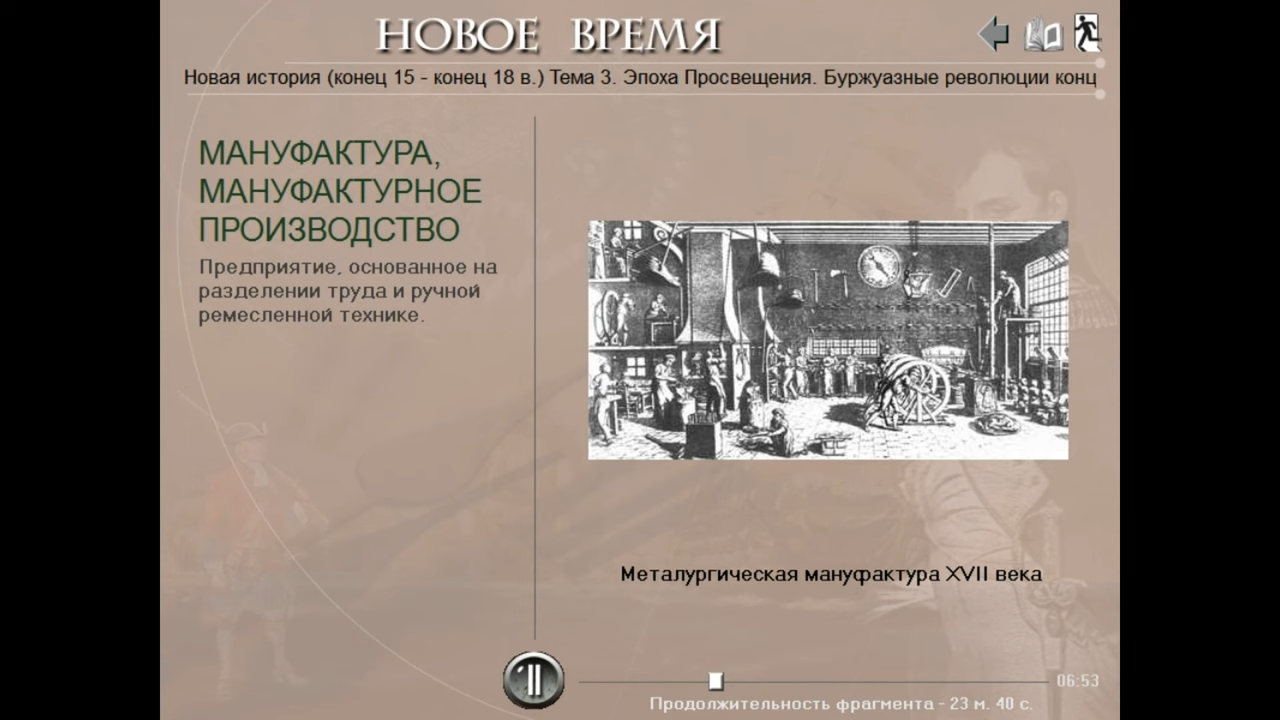 НОВОЕ ВРЕМЯ
Новая история (конец 15 - конец 18 в.) Тема 3. Эпоха Просвещения. Буржуазные революции конц
МАНУФАКТУРА,
МАНУФАКТУРНОЕ
ПРОИЗВОДСТВО
Предприятие, основанное на
разделении труда и ручной
ремесленной технике.
Металургическая мануфактура XVII века
06:53
Продолжительность фрагмента - 23 м. 40 с.